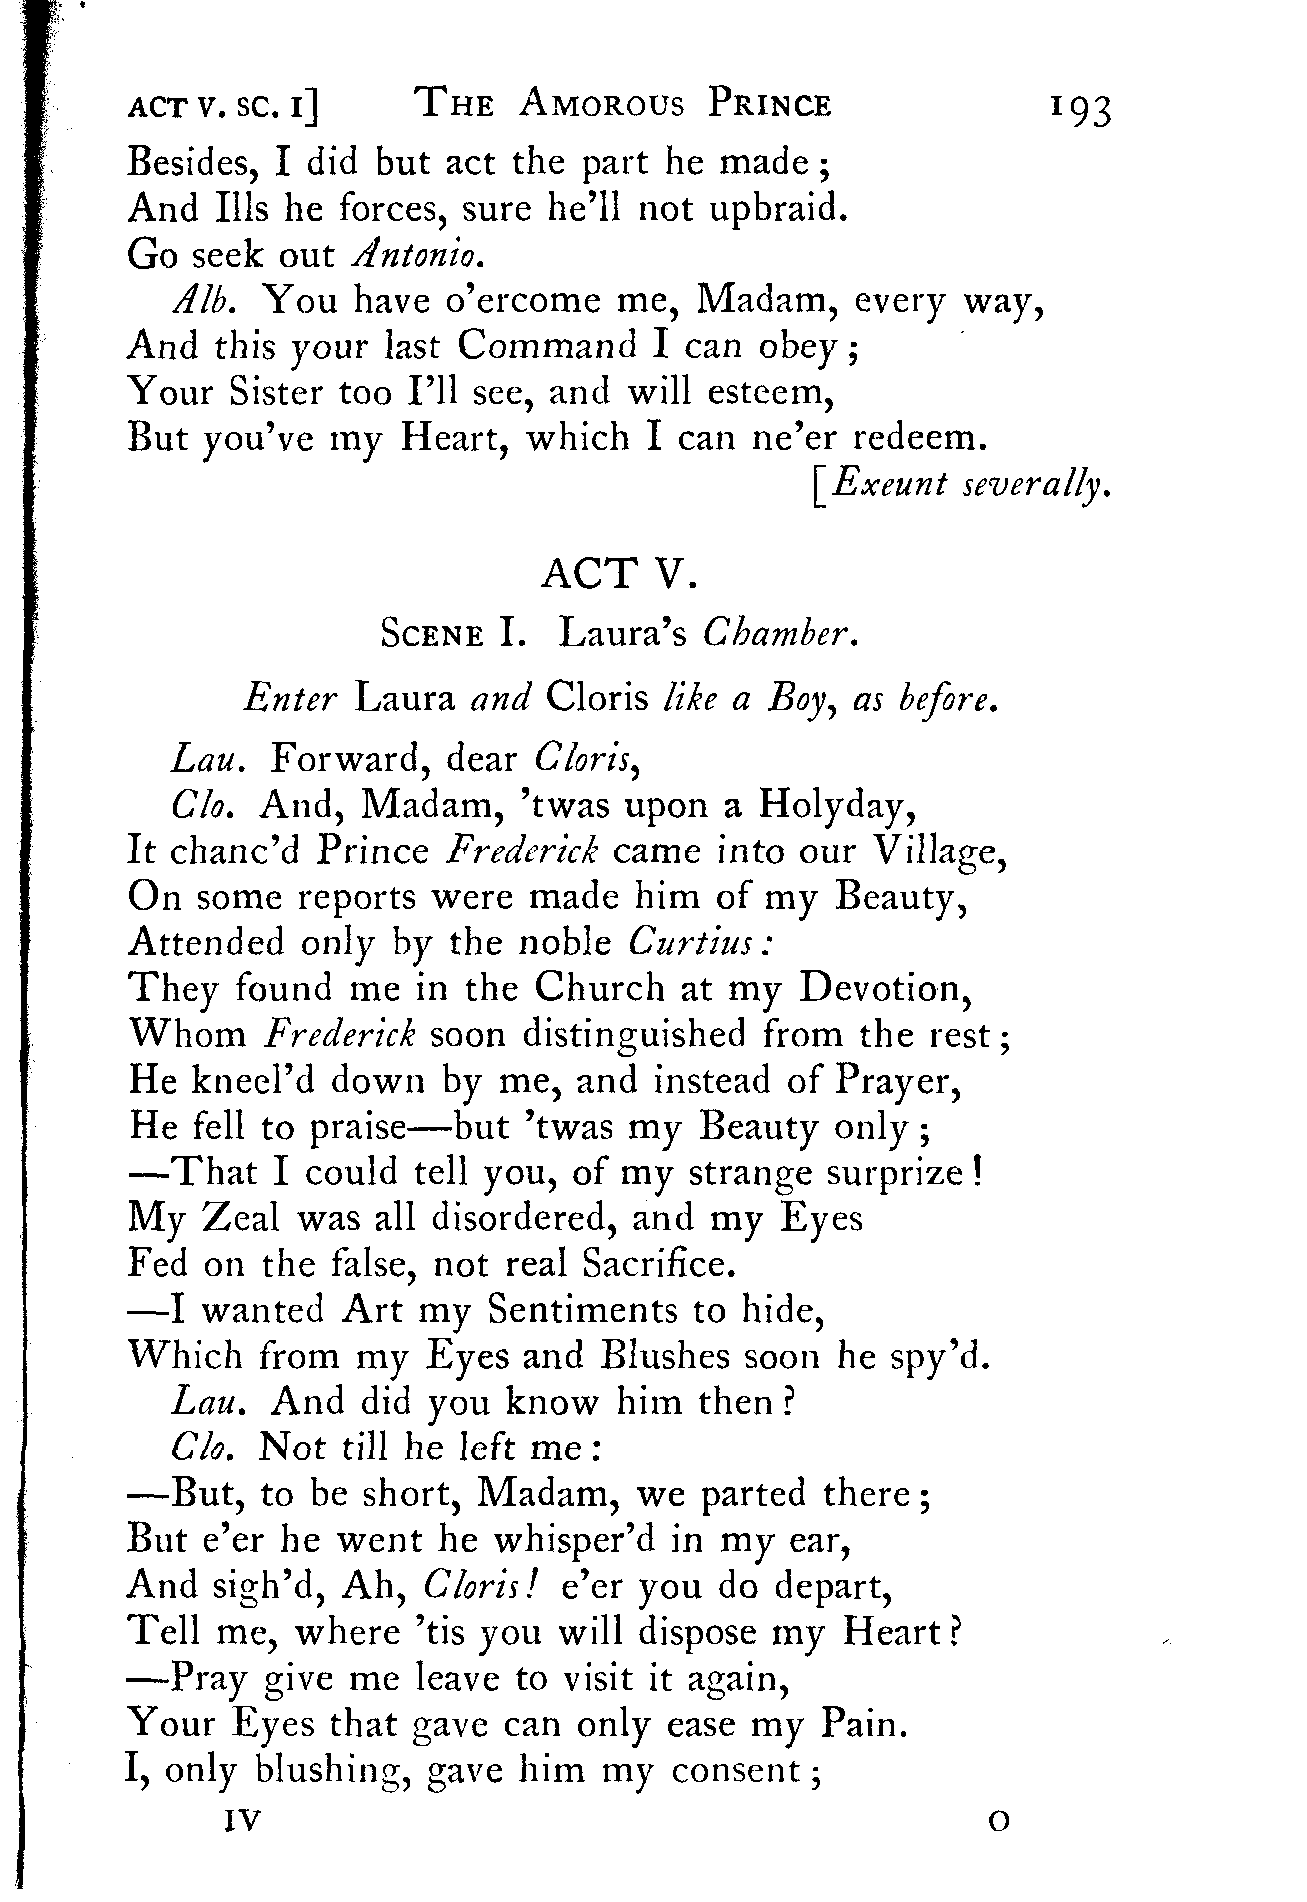 ACT V. SC. I] THE AMOROUS PRINCE 193
Besides, I did but act the part he made;
And Ills he forces, sure he'll not upbraid.
Go seek out Antonio.
Alb. You have o'ercome me, Madam, every way,
And this your last Command I can obey;
Your Sister too I'll see, and will esteem,
But you've my Heart, which I can ne'er redeem.
[Exeunt severally.
ACT V.
SCENE I. Laura's Chamber.
Enter Laura and Cloris like a Boy, as before.
Lau. Forward, dear Cloris,
Clo. And, Madam, 'twas upon a Holyday,
It chanc'd Prince Frederick came into our Village,
On some reports were made him of my Beauty,
Attended only by the noble Curtius:
They found me in the Church at my Devotion,
Whom Frederick soon distinguished from the rest;
He kneel'd down by me, and instead of Prayer,
He fell to praise—but 'twas my Beauty only;
—That I could tell you, of my strange surprize!
My Zeal was all disordered, and my Eyes
Fed on the false, not real Sacrifice.
—I wanted Art my Sentiments to hide,
Which from my Eyes and Blushes soon he spy'd.
Lau. And did you know him then?
Clo. Not till he left me:
—But, to be short, Madam, we parted there;
But e'er he went he whisper'd in my ear,
And sigh'd, Ah, Cloris! e'er you do depart,
Tell me, where 'tis you will dispose my Heart?
—Pray give me leave to visit it again,
Your Eyes that gave can only ease my Pain.
I, only blushing, gave him my consent;
IV O